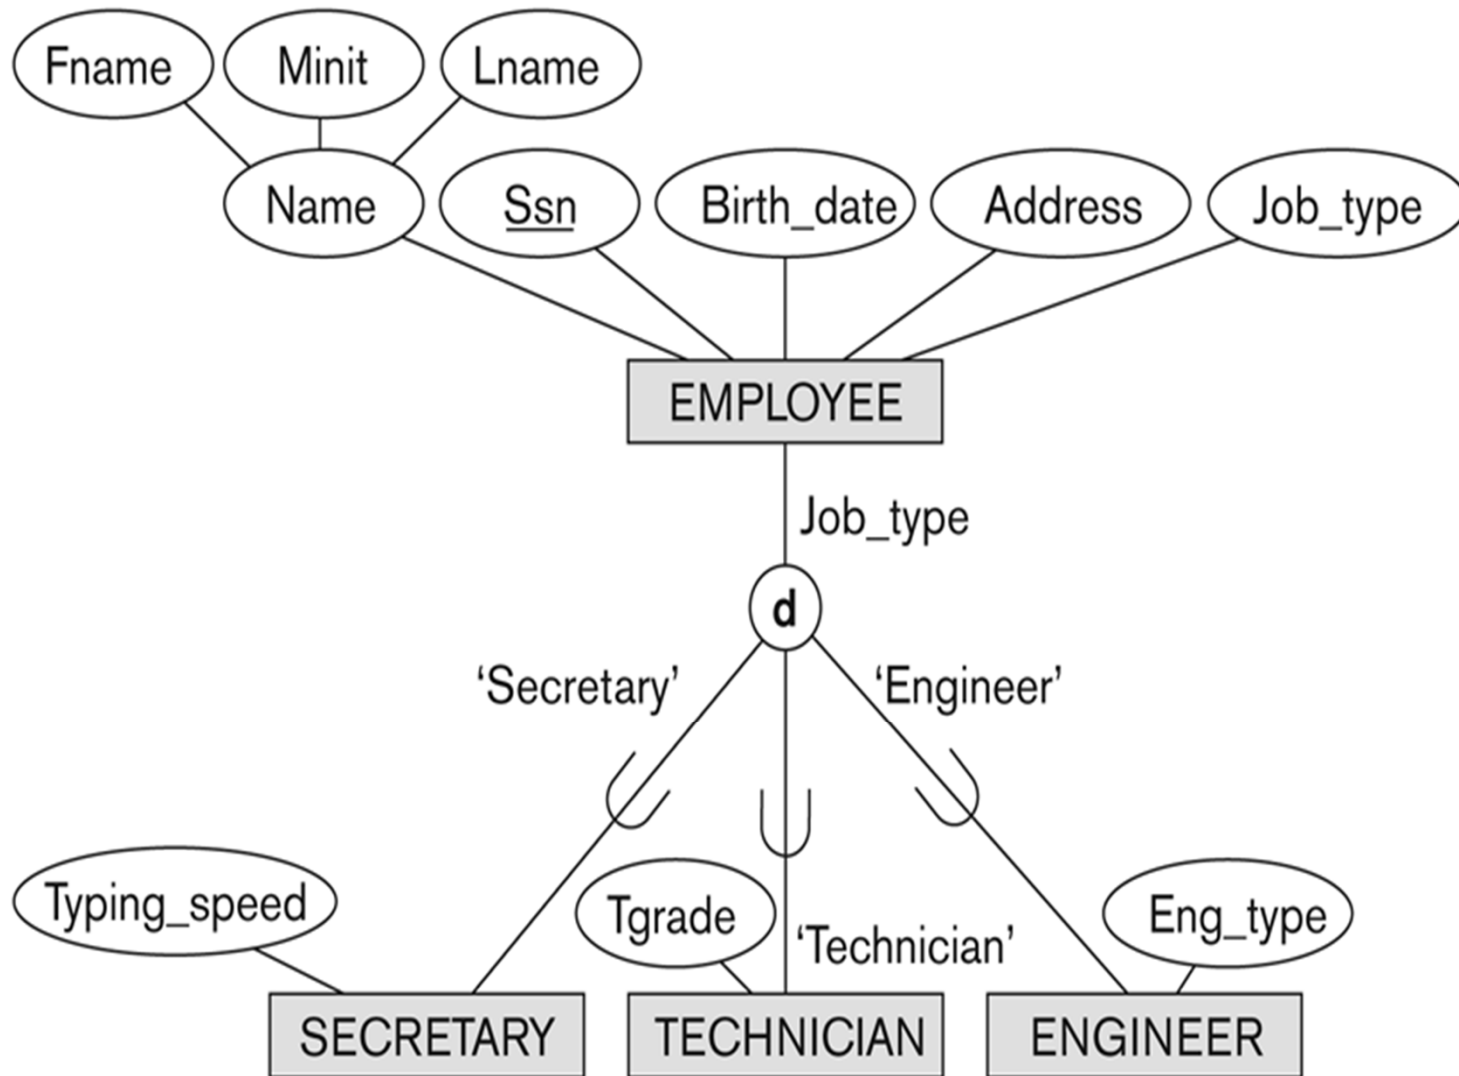 Fname Minit Lname
Name Ssn Birth_date Address Job_type
EMPLOYEE
Job_type
d
‘Secretary’ ‘Engineer’
Typing_speed Tgrade Eng_type
‘Technician’
SECRETARY TECHNICIAN ENGINEER